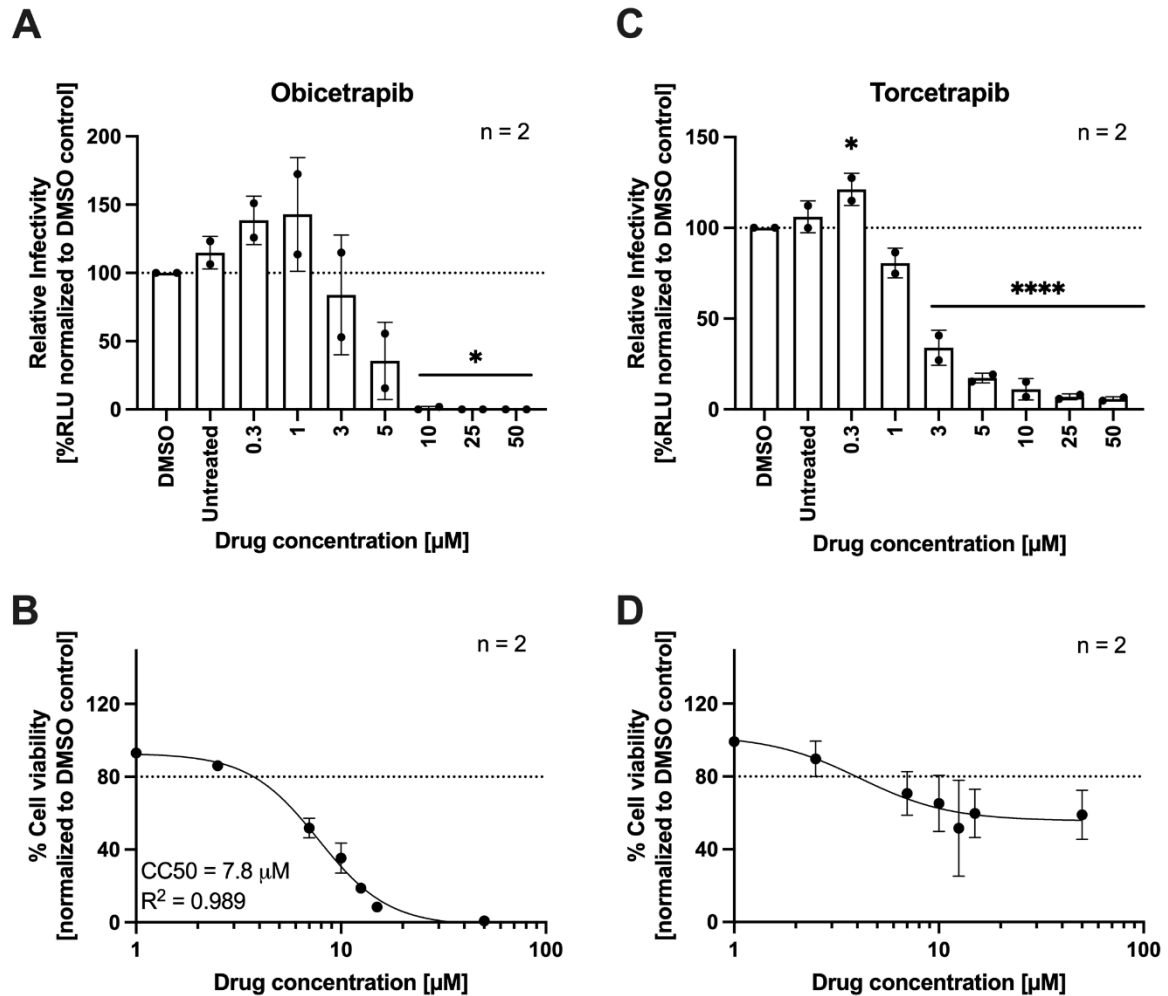 A
Obicetrapib
n = 2
Relative Infectivity
[%RLU normalized to DMSO control]
200
150
100
50
0
*
DMSO
Untreated
0.3
1
3
5
10
25
50
Drug concentration [µM]
C
Torcetrapib
n = 2
Relative Infectivity
[%RLU normalized to DMSO control]
150
100
50
0
*
****
DMSO
Untreated
0.3
1
3
5
10
25
50
Drug concentration [µM]
B
n = 2
% Cell viability
[normalized to DMSO control]
120
80
40
0
CC50 = 7.8 µM
R² = 0.989
1
10
100
Drug concentration [µM]
D
n = 2
% Cell viability
[normalized to DMSO control]
120
80
40
0
1
10
100
Drug concentration [µM]